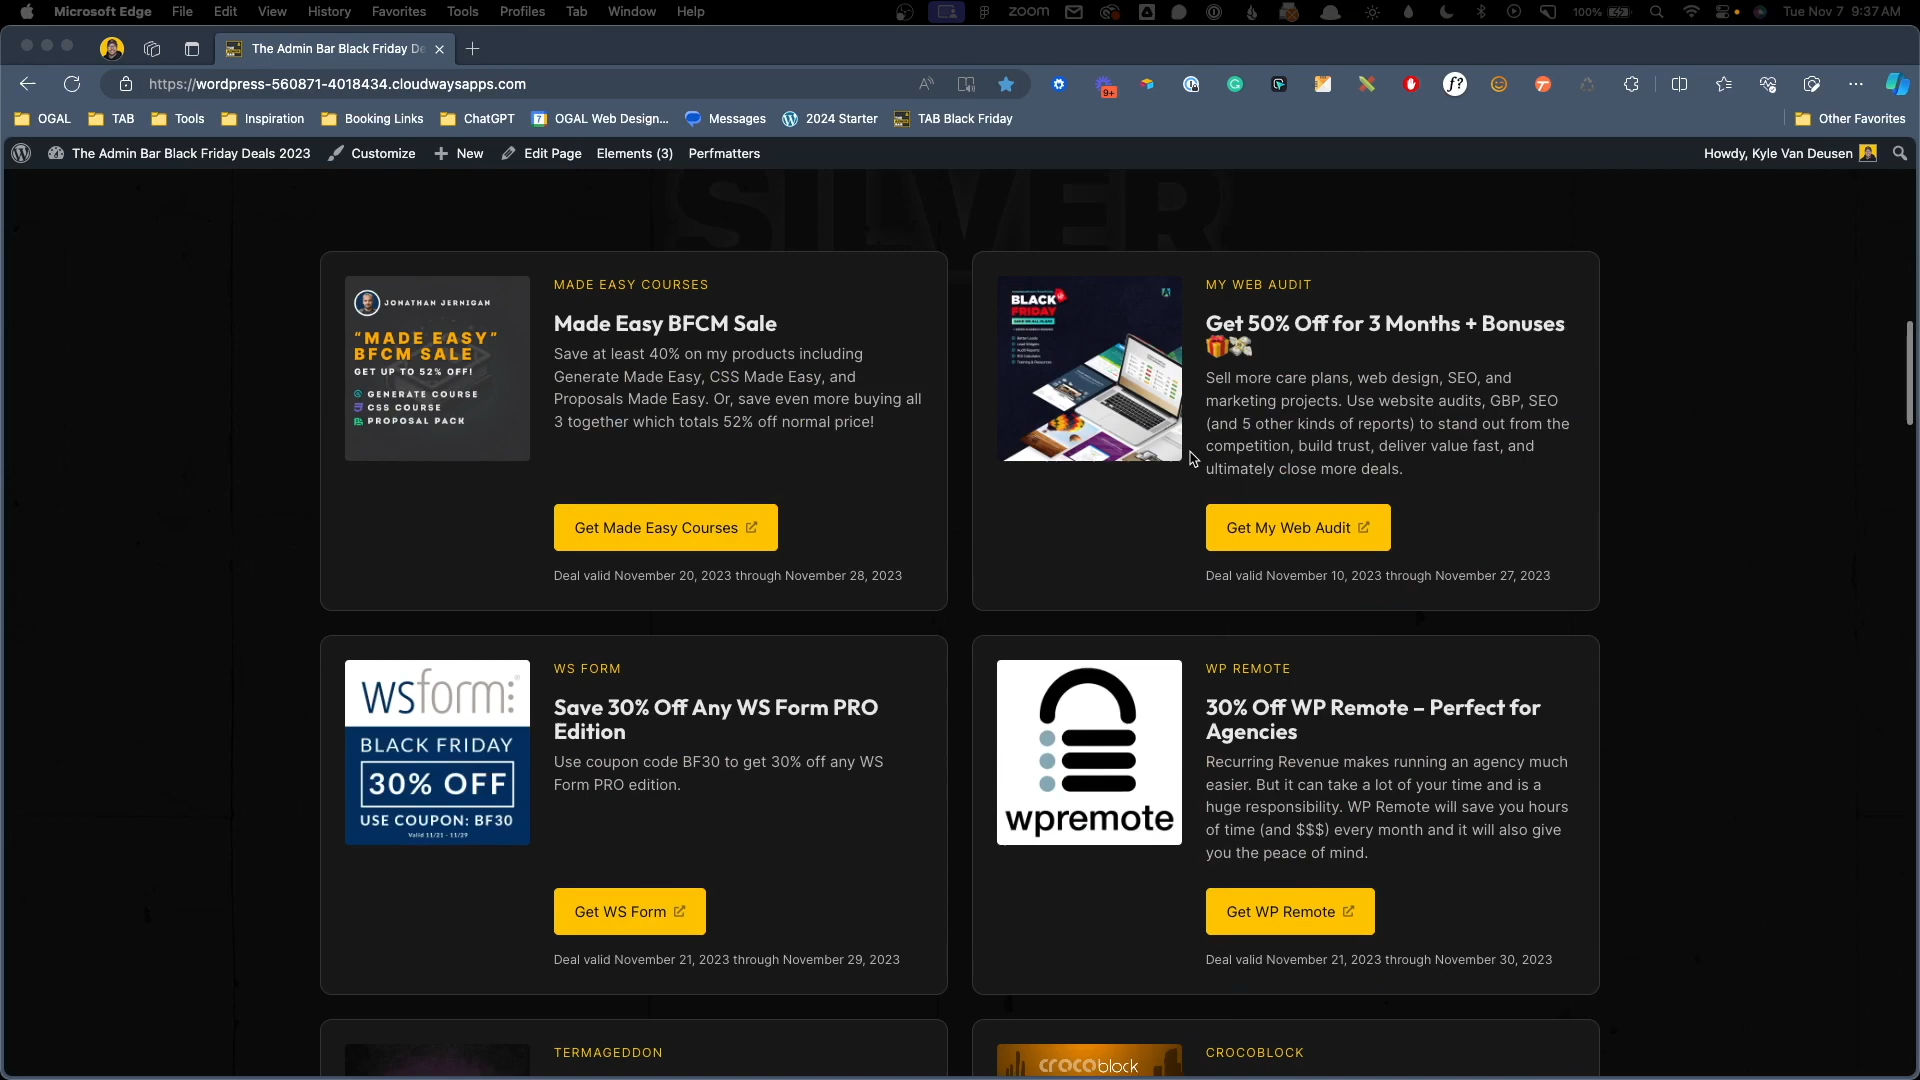 Microsoft Edge File Edit View History Favorites Tools Profiles Tab Window Help zoom 100% Tue Nov 7 9:37 AM
The Admin Bar Black Friday De
https://wordpress-560871-4018434.cloudwaysapps.com
9+
f?
OGAL TAB Tools Inspiration Booking Links ChatGPT 7 OGAL Web Design... Messages 2024 Starter TAB Black Friday Other Favorites
The Admin Bar Black Friday Deals 2023 Customize New Edit Page Elements (3) Perfmatters Howdy, Kyle Van Deusen
SILVER
JONATHAN JERNIGAN
"MADE EASY"
BFCM SALE
GET UP TO 52% OFF!
GENERATE COURSE
CSS COURSE
PROPOSAL PACK
MADE EASY COURSES
Made Easy BFCM Sale
Save at least 40% on my products including
Generate Made Easy, CSS Made Easy, and
Proposals Made Easy. Or, save even more buying all
3 together which totals 52% off normal price!
Get Made Easy Courses
Deal valid November 20, 2023 through November 28, 2023
BLACK
FRIDAY
MY WEB AUDIT
Get 50% Off for 3 Months + Bonuses
🎁💸
Sell more care plans, web design, SEO, and
marketing projects. Use website audits, GBP, SEO
(and 5 other kinds of reports) to stand out from the
competition, build trust, deliver value fast, and
ultimately close more deals.
Get My Web Audit
Deal valid November 10, 2023 through November 27, 2023
wsform
BLACK FRIDAY
30% OFF
USE COUPON: BF30
Valid 11/21 - 11/29
WS FORM
Save 30% Off Any WS Form PRO
Edition
Use coupon code BF30 to get 30% off any WS
Form PRO edition.
Get WS Form
Deal valid November 21, 2023 through November 29, 2023
wpremote
WP REMOTE
30% Off WP Remote – Perfect for
Agencies
Recurring Revenue makes running an agency much
easier. But it can take a lot of your time and is a
huge responsibility. WP Remote will save you hours
of time (and $$$) every month and it will also give
you the peace of mind.
Get WP Remote
Deal valid November 21, 2023 through November 30, 2023
TERMAGEDDON
crocoblock
CROCOBLOCK